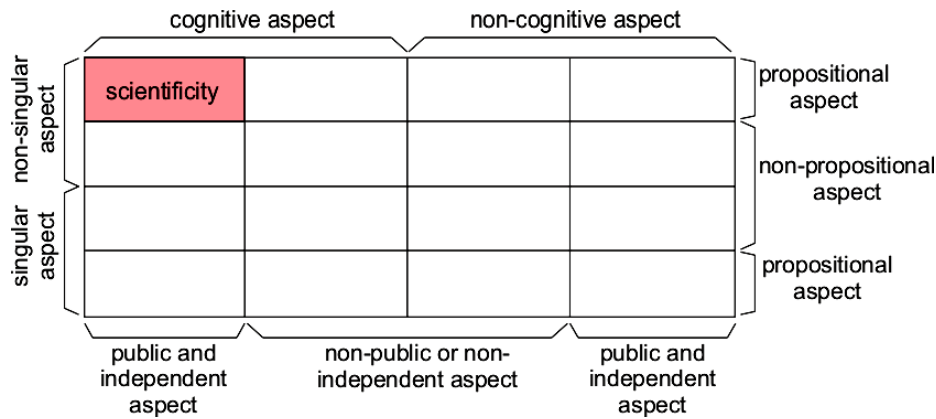 cognitive aspect
non-cognitive aspect
non-singular
aspect
scientificity
propositional
aspect
non-propositional
aspect
singular
aspect
propositional
aspect
public and
independent
aspect
non-public or non-
independent aspect
public and
independent
aspect